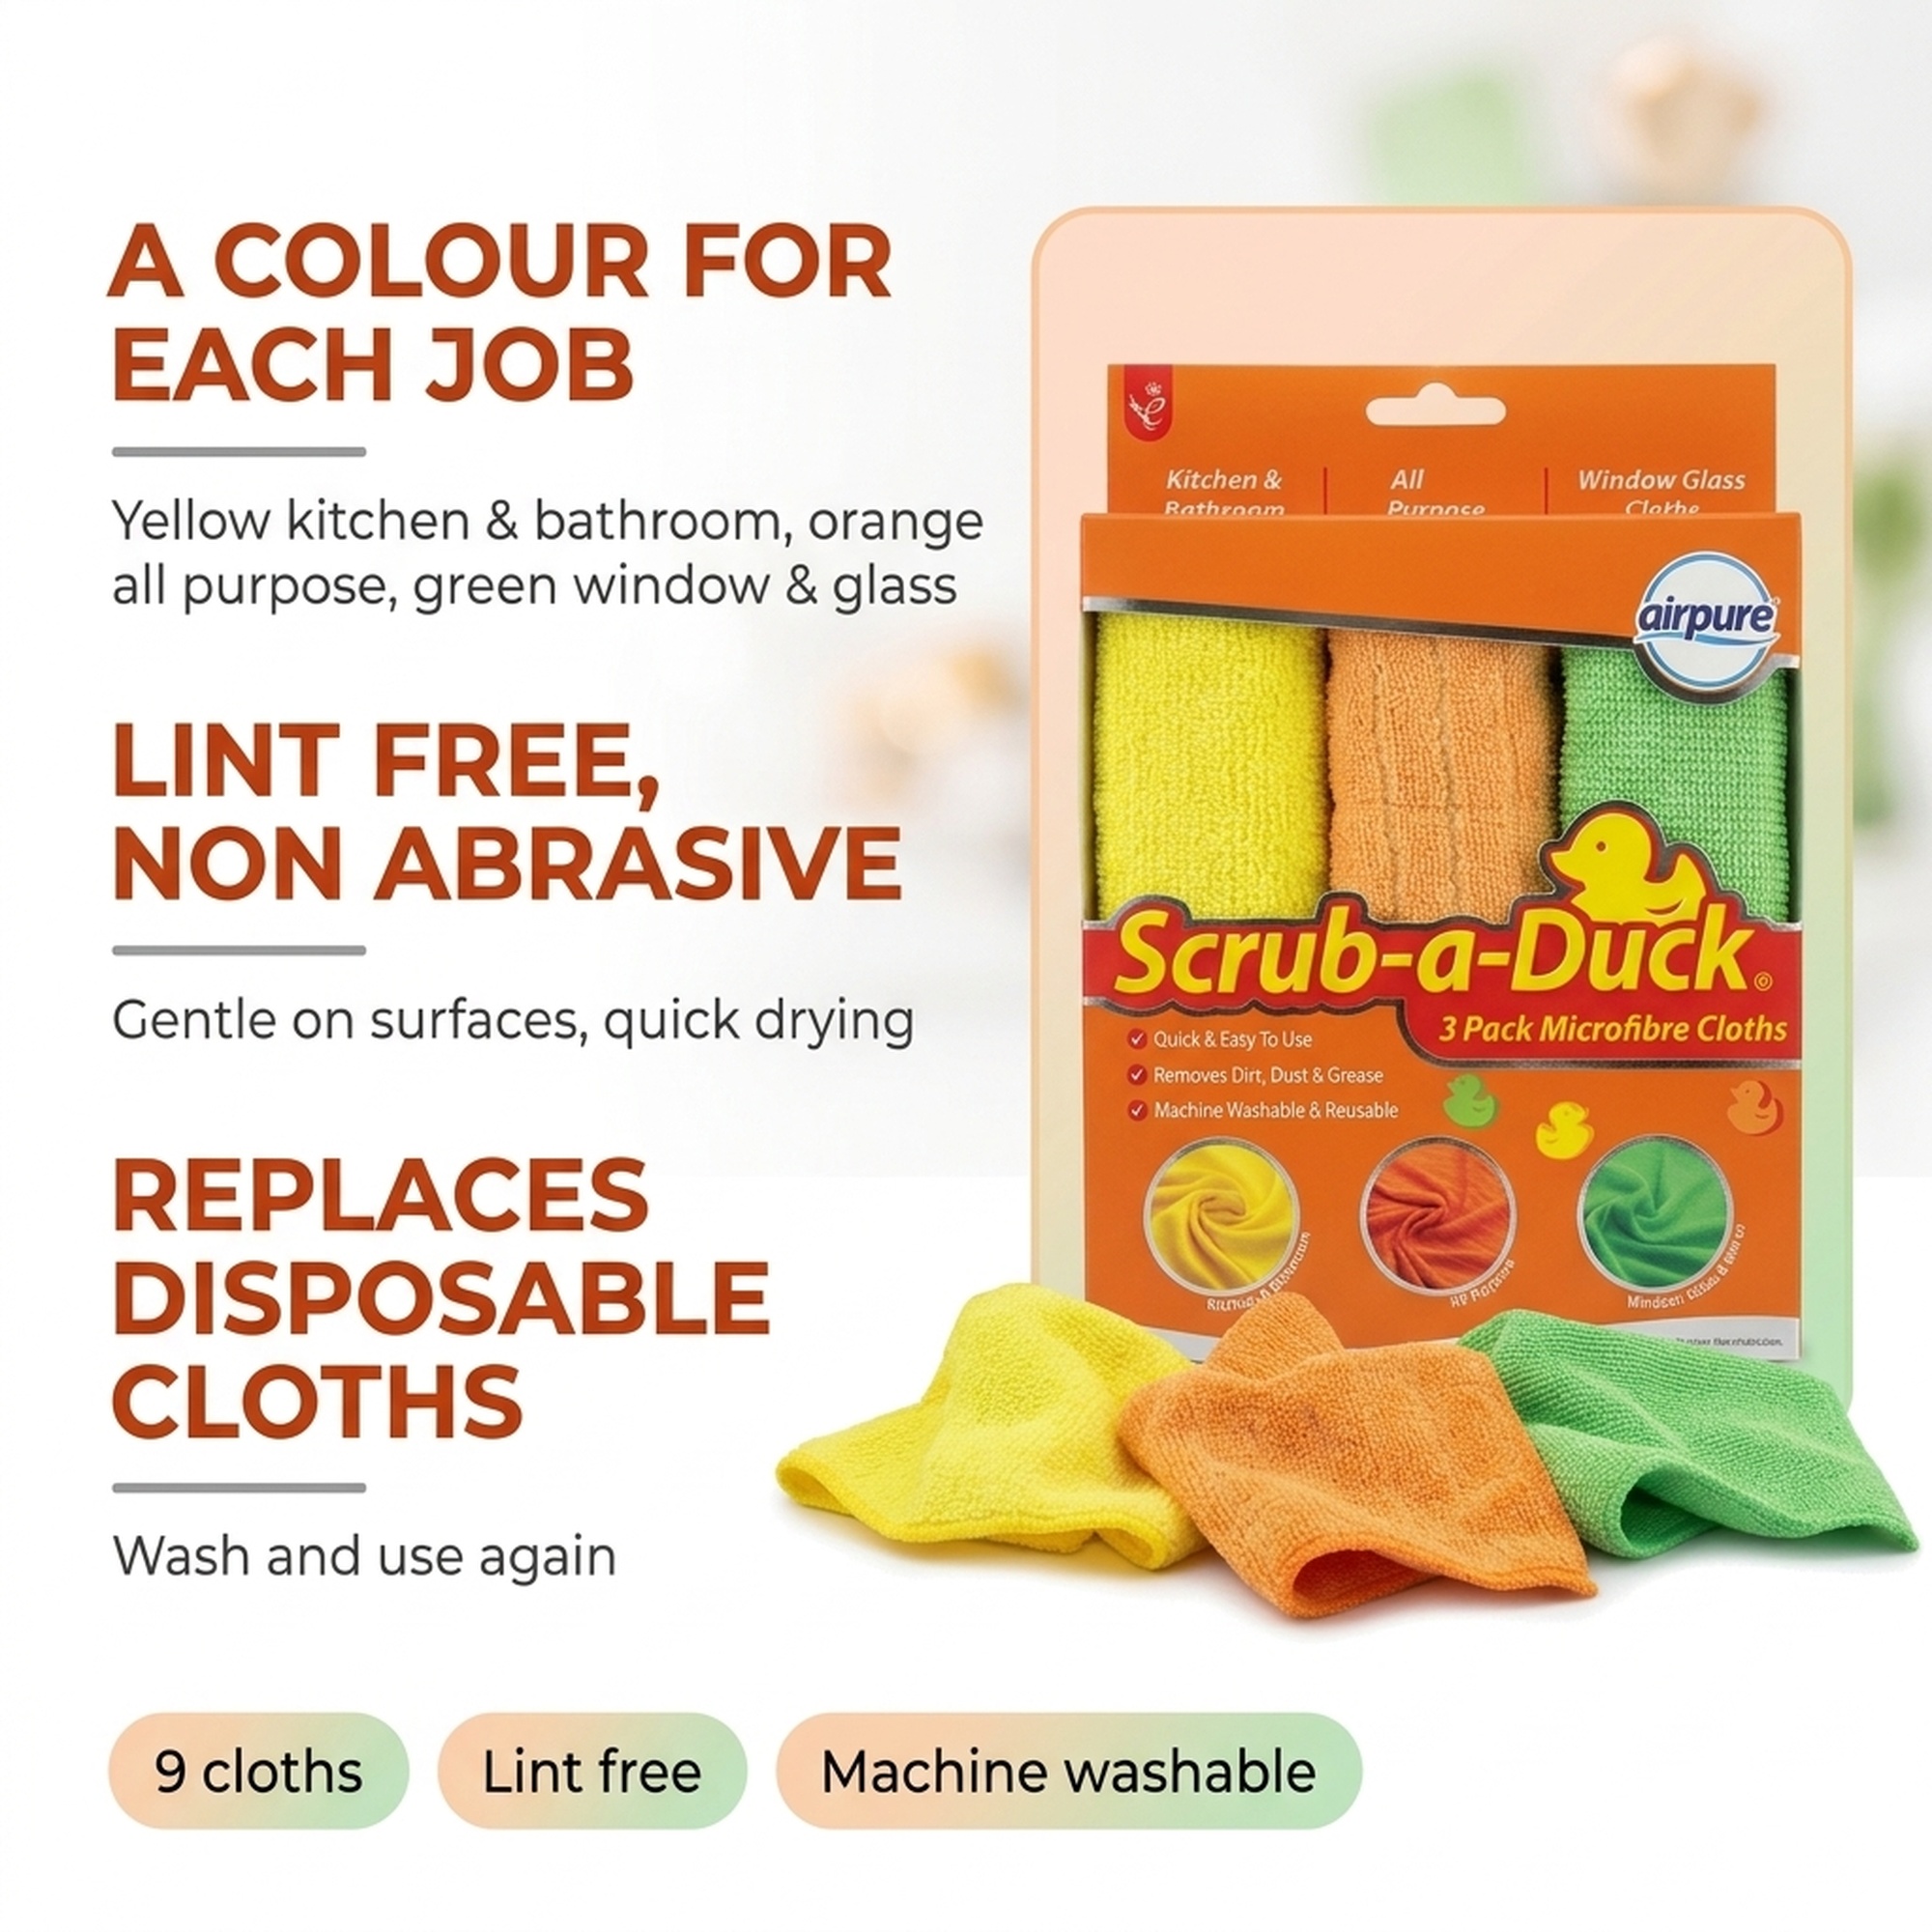 A COLOUR FOR
EACH JOB
Yellow kitchen & bathroom, orange
all purpose, green window & glass
LINT FREE,
NON ABRASIVE
Gentle on surfaces, quick drying
REPLACES
DISPOSABLE
CLOTHS
Wash and use again
9 cloths
Lint free
Machine washable
Kitchen &
Bathroom
All
Purpose
Window Glass
airpure
Scrub-a-Duck
3 Pack Microfibre Cloths
Quick & Easy To Use
Removes Dirt, Dust & Grease
Machine Washable & Reusable